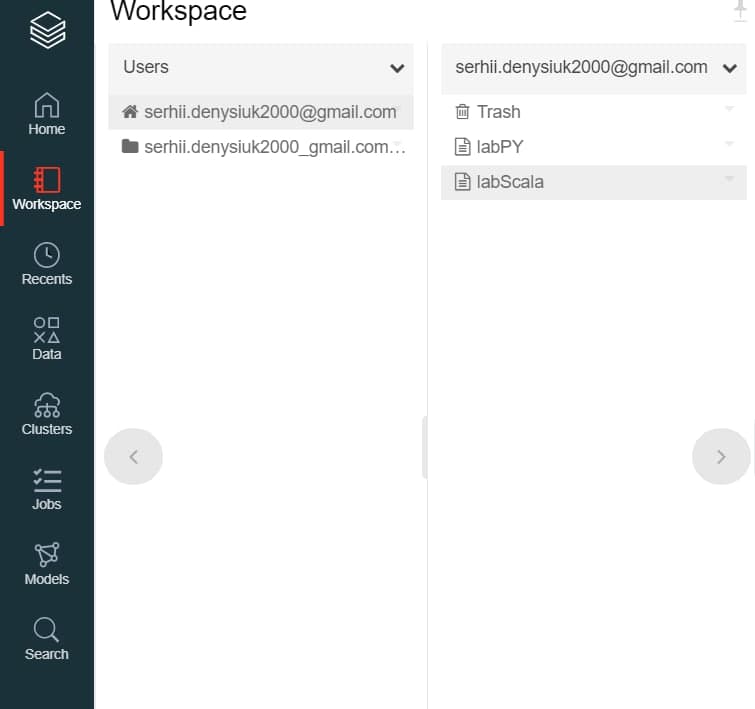 Workspace
Users
serhii.denysiuk2000@gmail.com
serhii.denysiuk2000_gmail.com…
serhii.denysiuk2000@gmail.com
Trash
labPY
labScala
Home
Workspace
Recents
Data
Clusters
Jobs
Models
Search